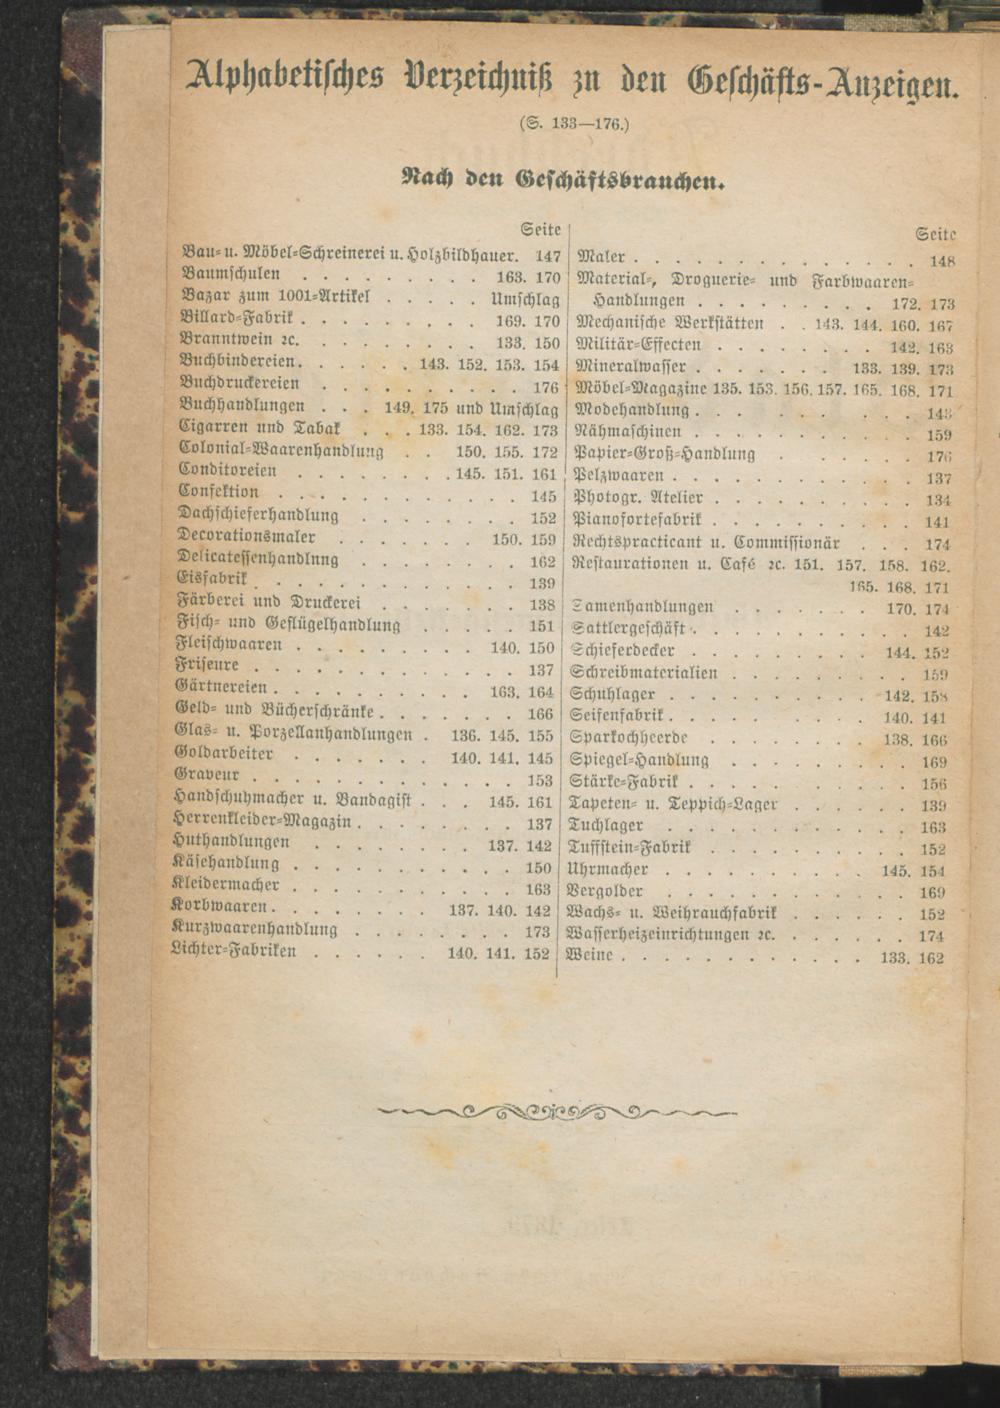 Alphabetisches Verzeichniß zu den Geschäfts-Anzeigen.
(S. 133—176.)
Nach den Geschäftsbranchen.
Seite
Bau- u. Möbel-Schreinerei u. Holzbildhauer. 147
Baumschulen . . . . . . . . 163. 170
Bazar zum 1001-Artikel . . . . . Umschlag
Billard-Fabrik . . . . . . . . . 169. 170
Branntwein ꝛc. . . . . . . . . 133. 150
Buchbindereien. . . . . . 143. 152. 153. 154
Buchdruckereien . . . . . . . . . . 176
Buchhandlungen . . . 149. 175 und Umschlag
Cigarren und Tabak . . . 133. 154. 162. 173
Colonial-Waarenhandlung . . 150. 155. 172
Conditoreien . . . . . . . . 145. 151. 161
Confektion . . . . . . . . . . . . 145
Dachschieferhandlung . . . . . . . . 152
Decorationsmaler . . . . . . . 150. 159
Delicatessenhandlnng . . . . . . . . 162
Eisfabrik . . . . . . . . . . . . 139
Färberei und Druckerei . . . . . . . 138
Fisch- und Geflügelhandlung . . . . . 151
Fleischwaaren . . . . . . . . . 140. 150
Friseure . . . . . . . . . . . . 137
Gärtnereien . . . . . . . . . . 163. 164
Geld- und Bücherschränke . . . . . . . 166
Glas- u. Porzellanhandlungen . 136. 145. 155
Goldarbeiter . . . . . . . 140. 141. 145
Graveur . . . . . . . . . . . . 153
Handschuhmacher u. Bandagist . . . 145. 161
Herrenkleider-Magazin . . . . . . . . 137
Huthandlungen . . . . . . . . 137. 142
Käsehandlung . . . . . . . . . . . 150
Kleidermacher . . . . . . . . . . . 163
Korbwaaren. . . . . . . . 137. 140. 142
Kurzwaarenhandlung . . . . . . . . 173
Lichter-Fabriken . . . . . . 140. 141. 152
Seite
Maler . . . . . . . . . . . . . 148
Material-, Droguerie- und Farbwaaren-
Handlungen . . . . . . . . . 172. 173
Mechanische Werkstätten . . 143. 144. 160. 167
Militär-Effecten . . . . . . . . 142. 163
Mineralwasser . . . . . . . 133. 139. 173
Möbel-Magazine 135. 153. 156. 157. 165. 168. 171
Modehandlung . . . . . . . . .
Nähmaschinen . . . . . . . . . . . 159
Papier-Groß-Handlung . . . . . . . 176
Pelzwaaren . . . . . . . . . . . . 137
Photogr. Atelier . . . . . . . . . . 134
Pianofortefabrik . . . . . . . . . . 141
Rechtspracticant u. Commissionär . . . 174
Restaurationen u. Café ꝛc. 151. 157. 158. 162.
165. 168. 171
Samenhandlungen . . . . . . . 170. 174
Sattlergeschäft . . . . . . . . . . . 142
Schieferdecker . . . . . . . . . 144. 152
Schreibmaterialien . . . . . . . . . 159
Schuhlager . . . . . . . . . . 142. 158
Seifenfabrik . . . . . . . . . 140. 141
Sparkochheerde . . . . . . . . 138. 166
Spiegel-Handlung . . . . . . . . . 169
Stärke-Fabrik . . . . . . . . . . . 156
Tapeten- u. Teppich-Lager . . . . . . 139
Tuchlager . . . . . . . . . . . . 163
Tuffstein-Fabrik . . . . . . . . . . 152
Uhrmacher . . . . . . . . . . 145. 154
Vergolder . . . . . . . . . . . . 169
Wachs- u. Weihrauchfabrik . . . . . . 152
Wasserheizeinrichtungen ꝛc. . . . . . . 174
Weine . . . . . . . . . . . . 133. 162